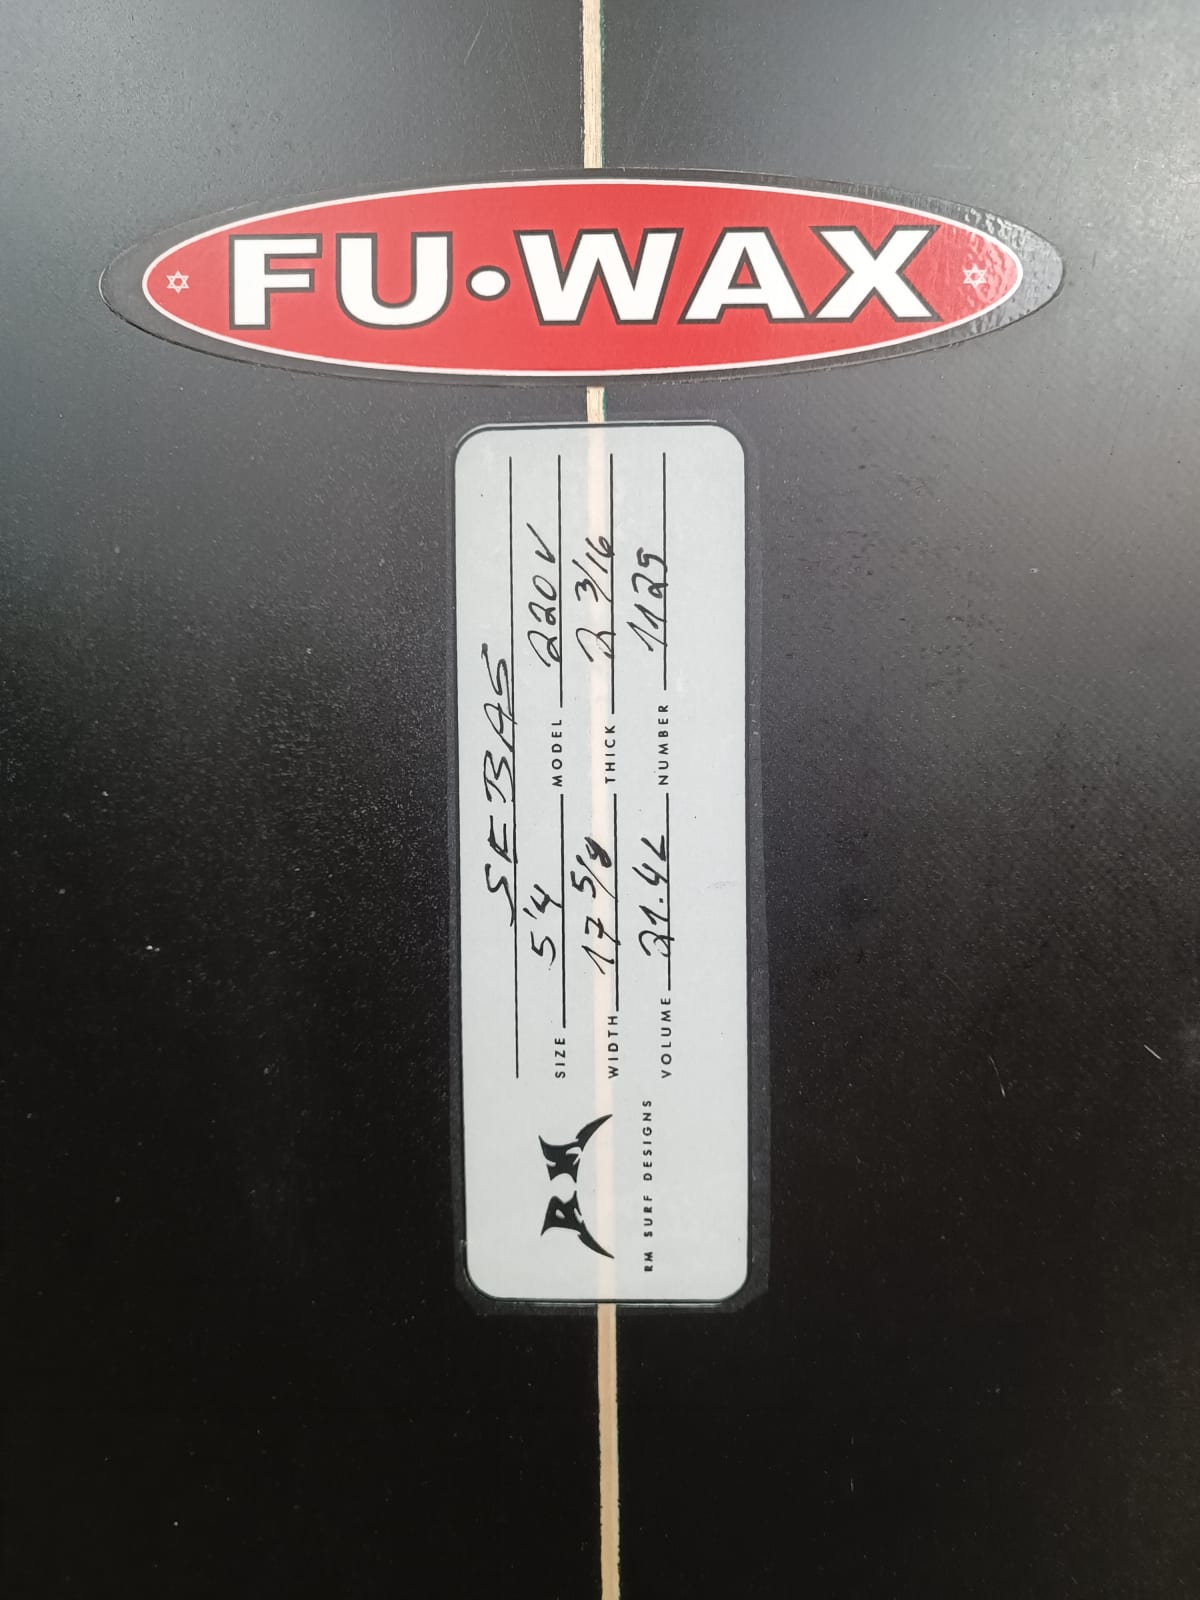 FU•WAX
SEBAS
SIZE 5'4 MODEL 220V
WIDTH 17 5/8 THICK 2 3/16
VOLUME 21.4L NUMBER 1125
RM
RM SURF DESIGNS